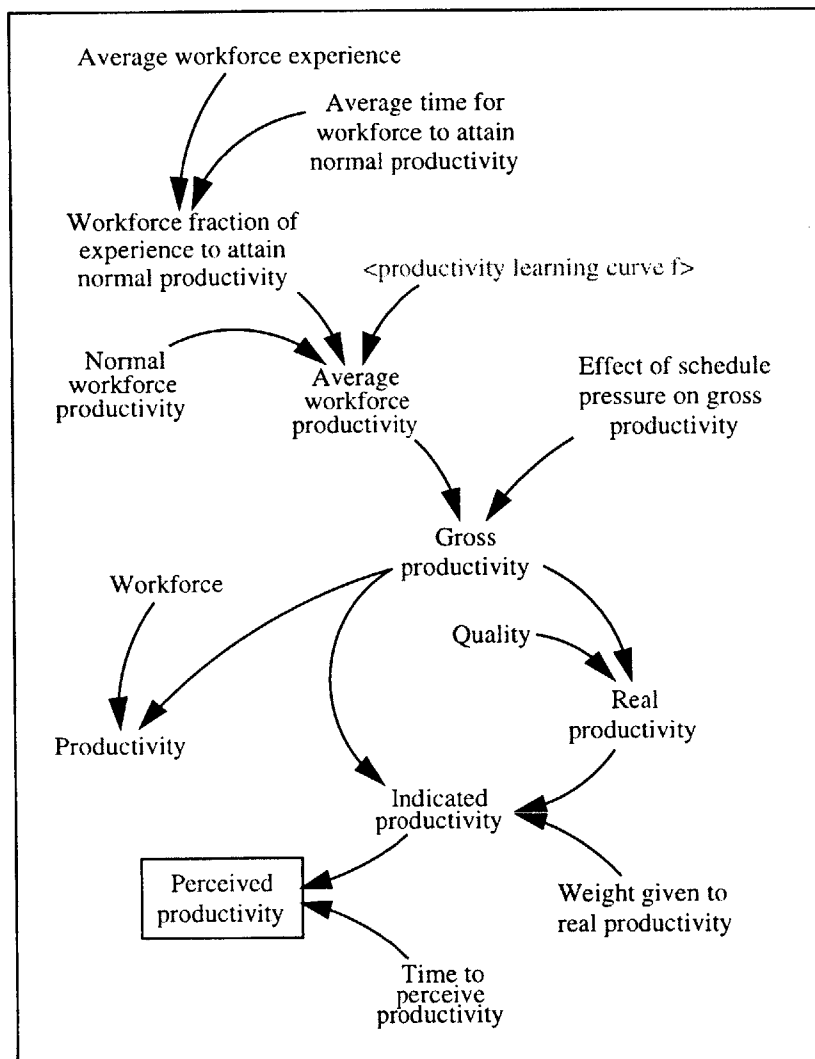 Average workforce experience
Average time for
workforce to attain
normal productivity
Workforce fraction of
experience to attain
normal productivity
<productivity learning curve f>
Normal
workforce
productivity
Average
workforce
productivity
Effect of schedule
pressure on gross
productivity
Gross
productivity
Workforce
Quality
Real
productivity
Productivity
Indicated
productivity
Perceived
productivity
Weight given to
real productivity
Time to
perceive
productivity